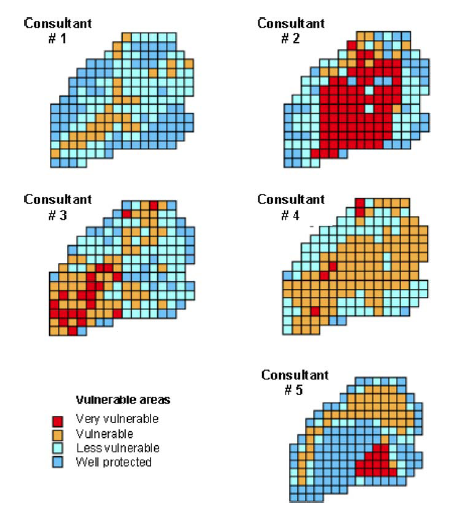 Consultant
# 1
Consultant
# 2
Consultant
# 3
Consultant
# 4
Consultant
# 5
Vulnerable areas
Very vulnerable
Vulnerable
Less vulnerable
Well protected